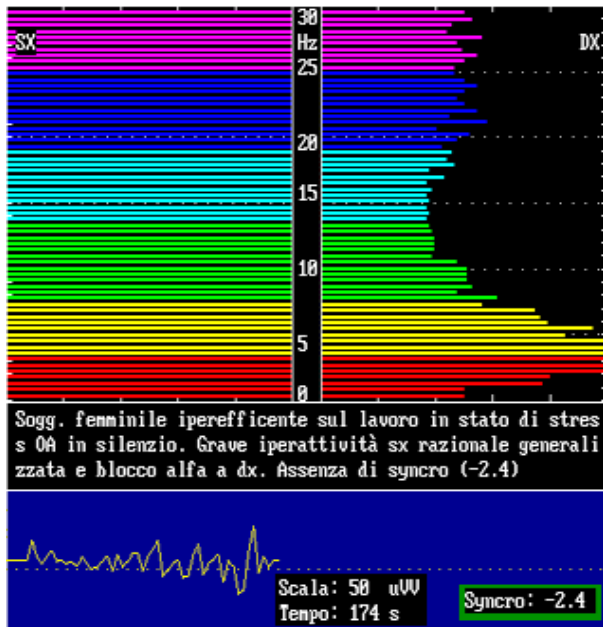 30
SX Hz DX
25
20
15
10
5
0
Sogg. femminile iperefficente sul lavoro in stato di stres
s OA in silenzio. Grave iperattività sx razionale generali
zzata e blocco alfa a dx. Assenza di syncro (-2.4)
Scala: 50 uVV
Tempo: 174 s
Syncro: -2.4